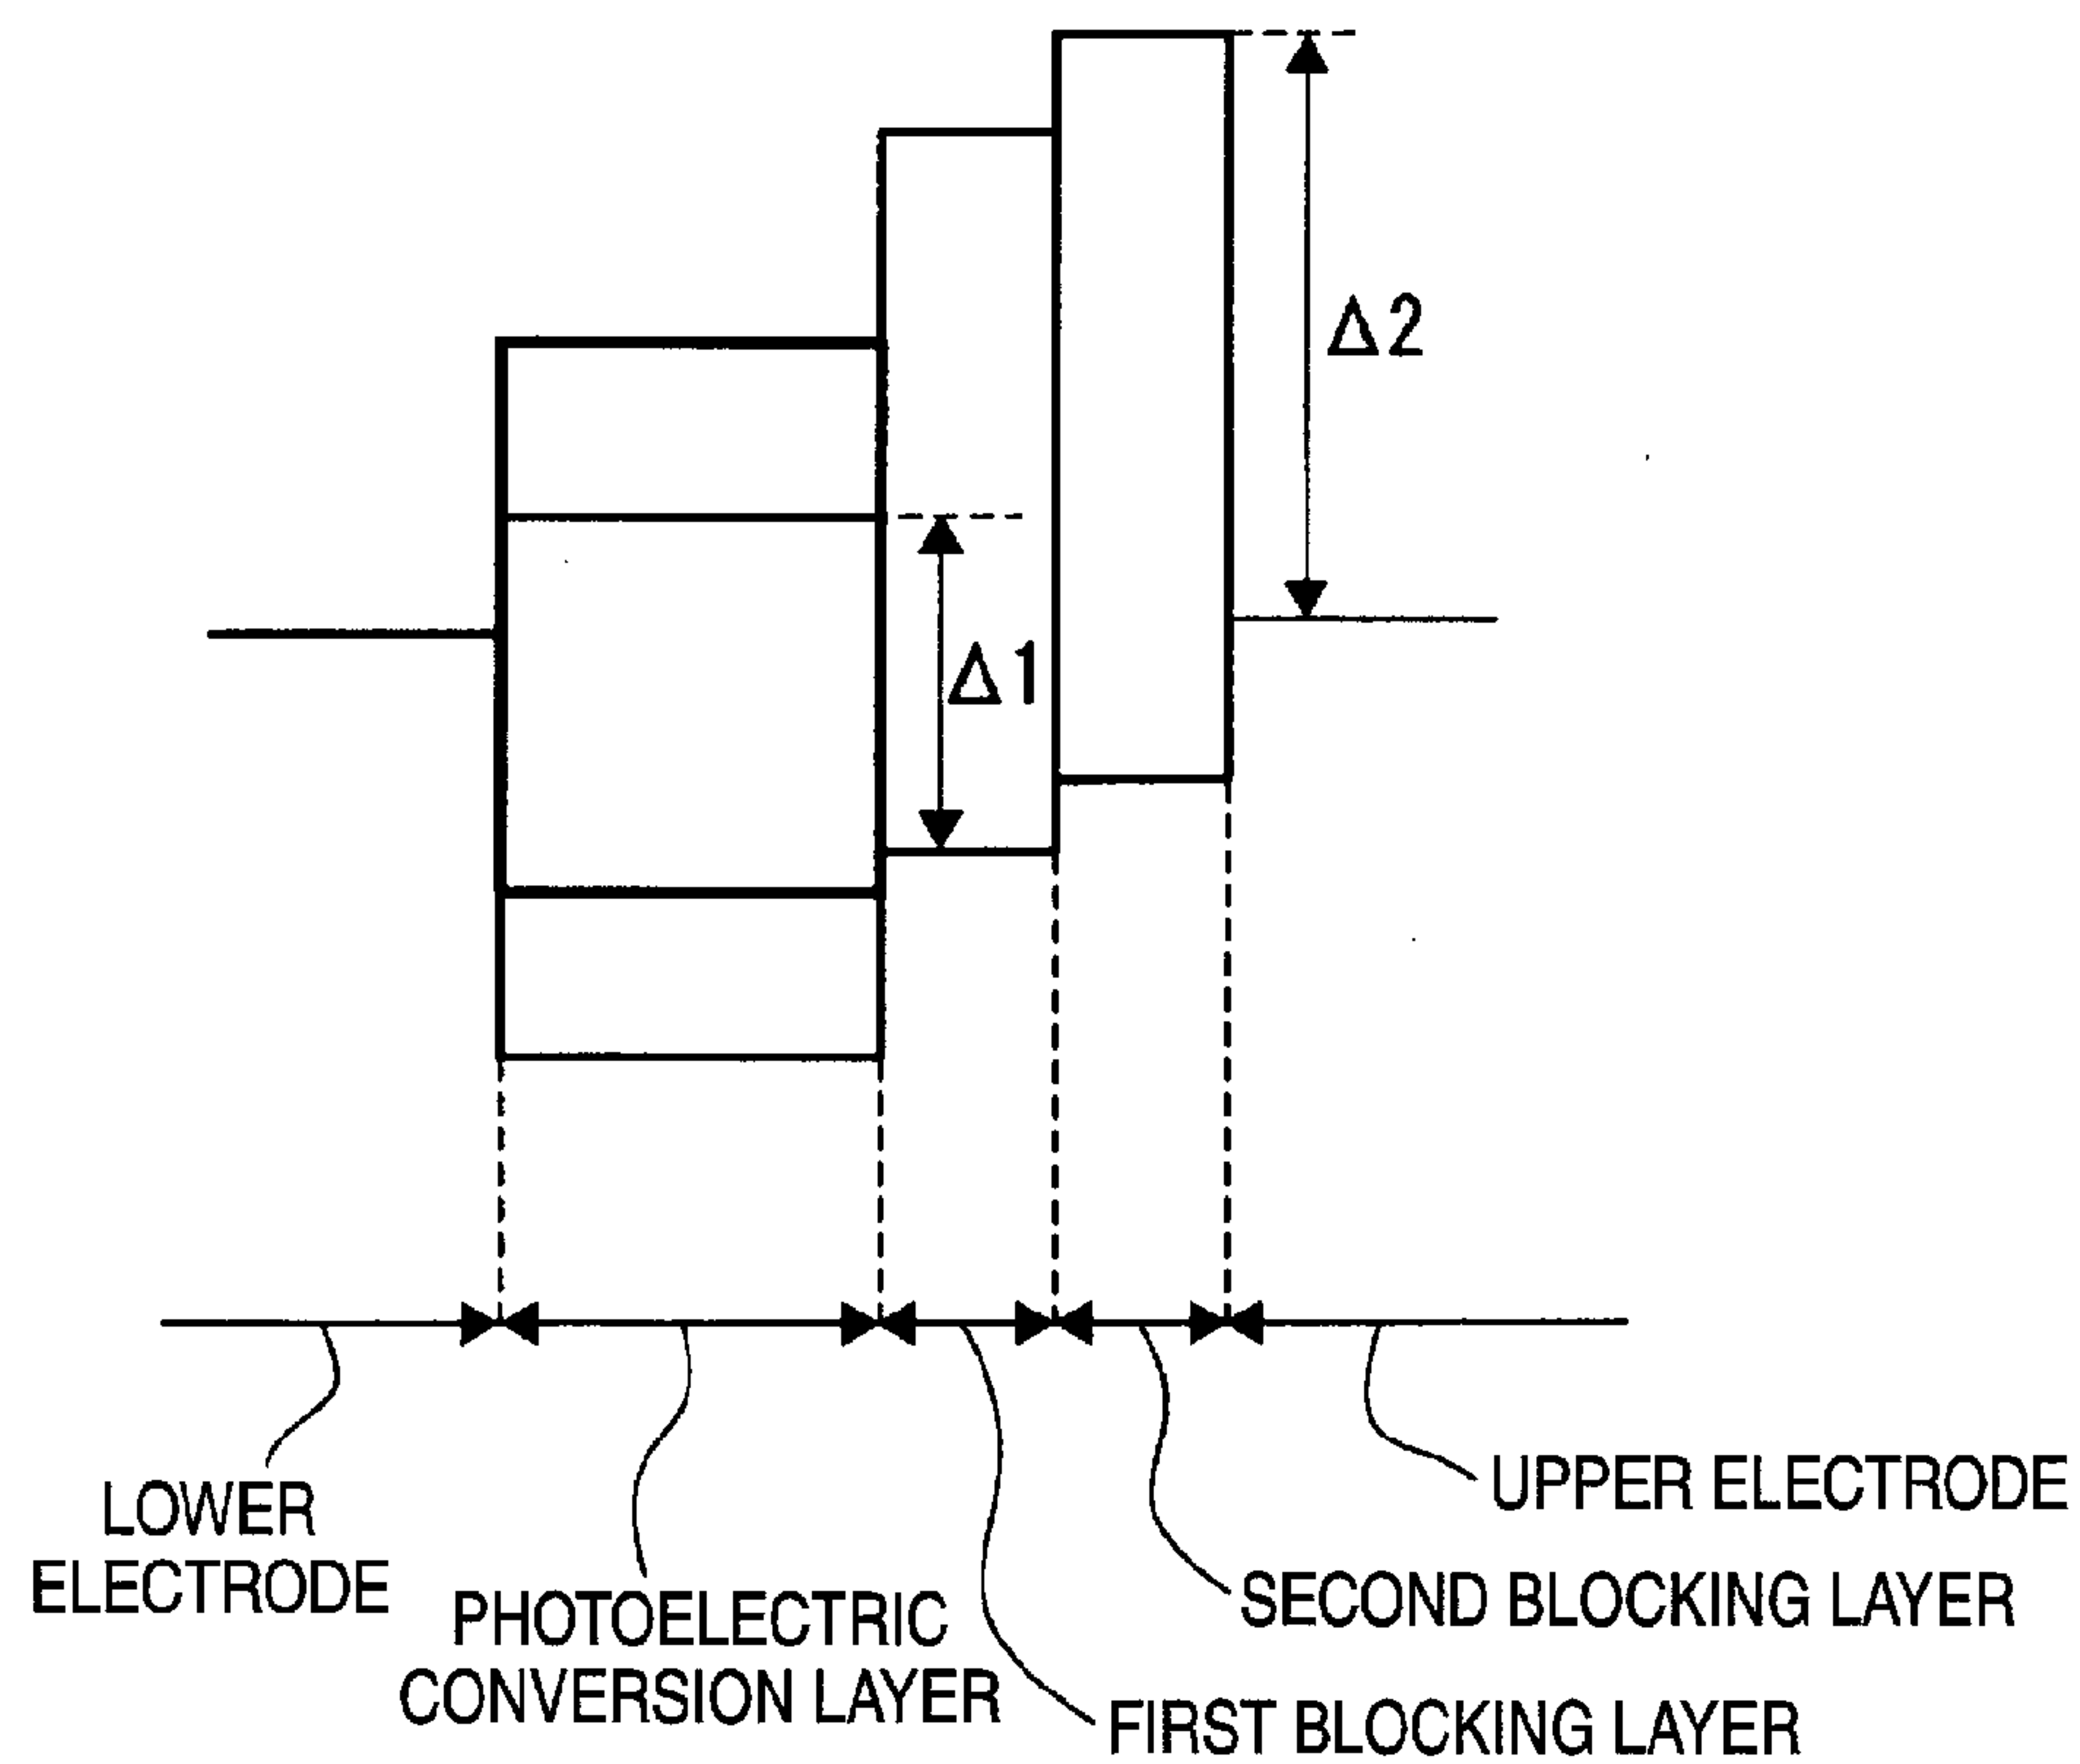 Δ2
Δ1
LOWER
ELECTRODE
PHOTOELECTRIC
CONVERSION LAYER
FIRST BLOCKING LAYER
SECOND BLOCKING LAYER
UPPER ELECTRODE